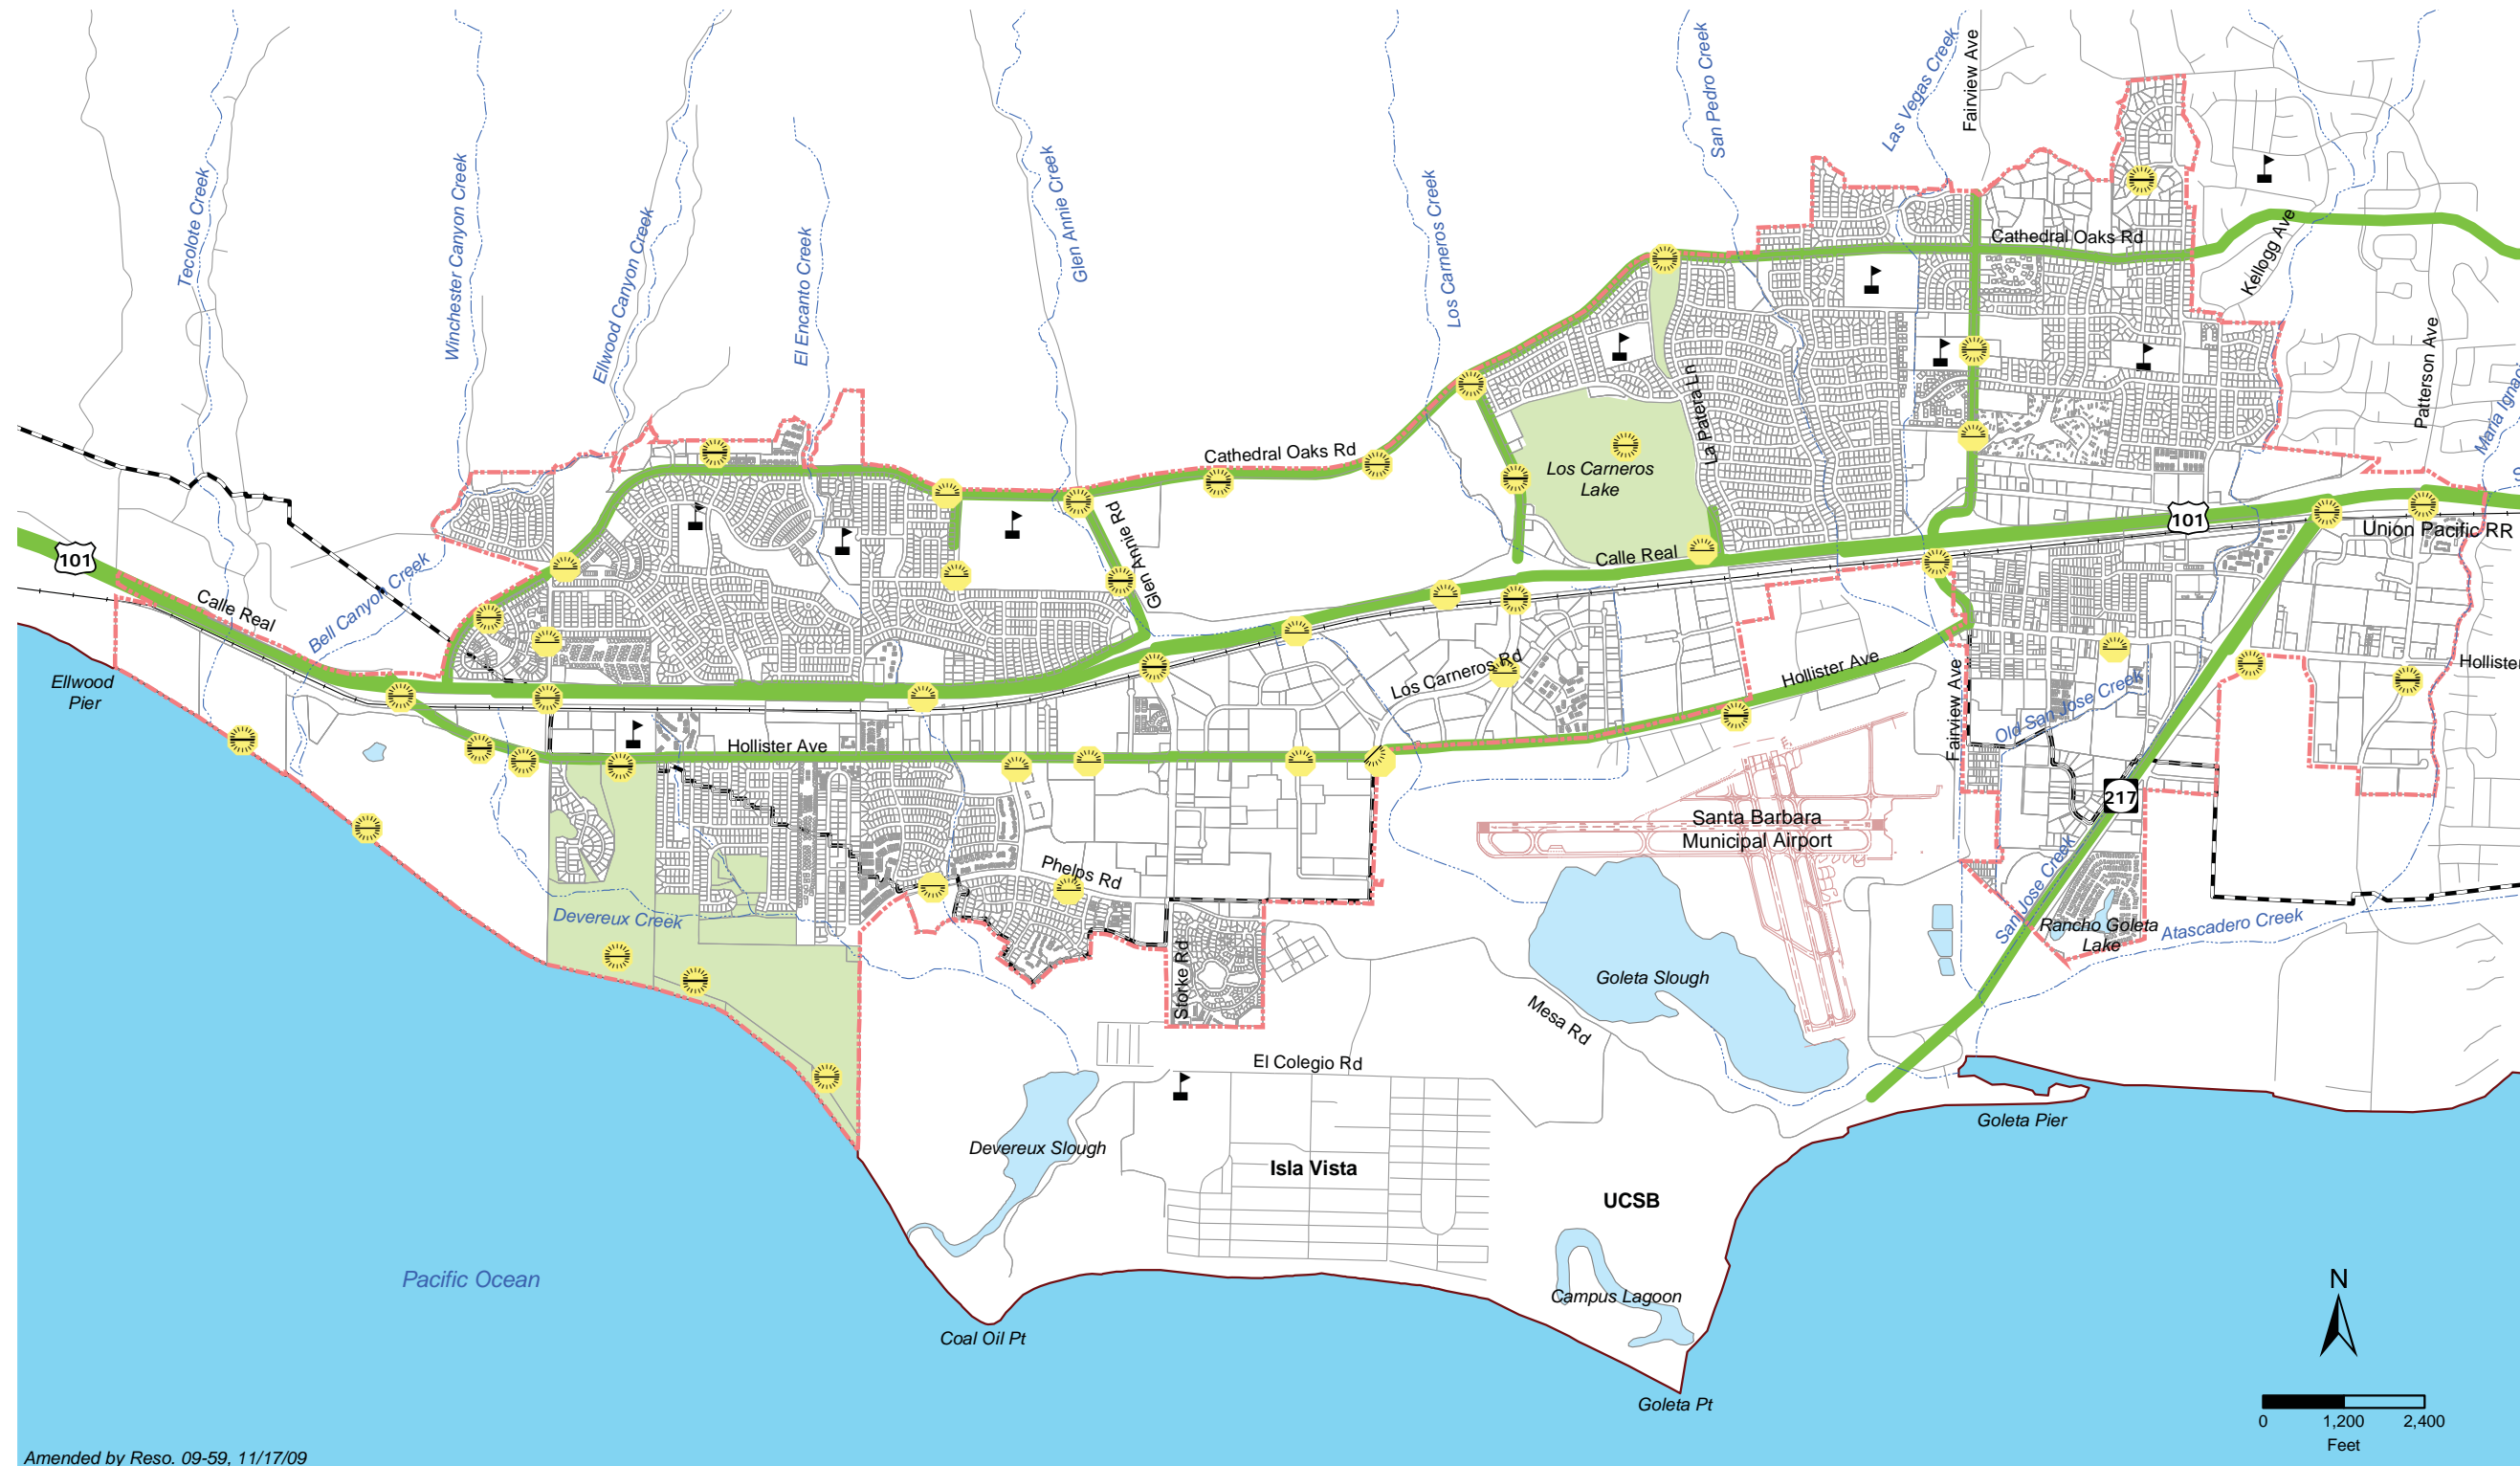 Tecolote Creek
Winchester Canyon Creek
Ellwood Canyon Creek
El Encanto Creek
Glen Annie Creek
Los Carneros Creek
San Pedro Creek
Las Vegas Creek
Fairview Ave
Cathedral Oaks Rd
Kellogg Ave
Patterson Ave
Cathedral Oaks Rd
Los Carneros
Lake
La Patera Ln
101
Union Pacific RR
Glen Annie Rd
Calle Real
101
Calle Real
Bell Canyon Creek
Ellwood
Pier
Los Carneros Rd
Hollister Ave
Hollister Ave
Fairview Ave
Old San Jose Creek
217
Santa Barbara
Municipal Airport
Phelps Rd
Devereux Creek
San Jose Creek
Rancho Goleta
Lake
Atascadero Creek
Storke Rd
Goleta Slough
Mesa Rd
El Colegio Rd
Devereux Slough
Isla Vista
UCSB
Goleta Pier
Pacific Ocean
Campus Lagoon
Coal Oil Pt
Goleta Pt
N
0 1,200 2,400
Feet
Amended by Reso. 09-59, 11/17/09